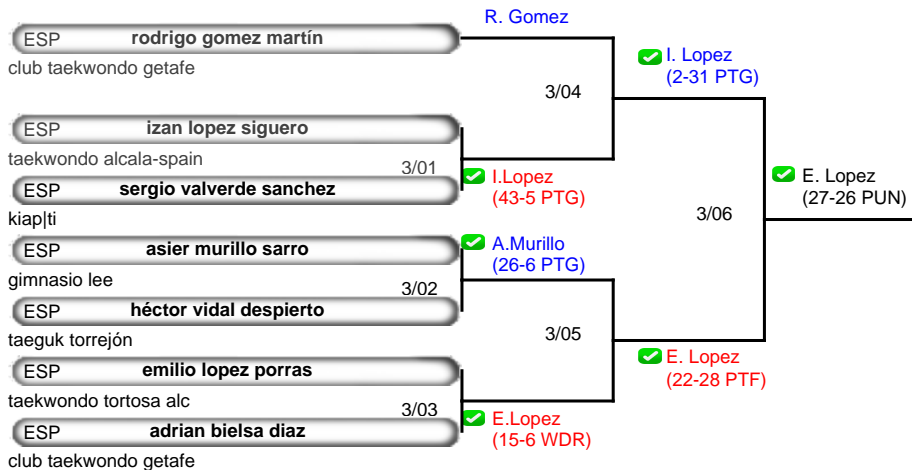 R. Gomez
ESP rodrigo gomez martín
club taekwondo getafe
I. Lopez
(2-31 PTG)
3/04
ESP izan lopez siguero
taekwondo alcala-spain
3/01
I.Lopez
(43-5 PTG)
ESP sergio valverde sanchez
kiap|ti
E. Lopez
(27-26 PUN)
3/06
ESP asier murillo sarro
gimnasio lee
A.Murillo
(26-6 PTG)
3/02
ESP héctor vidal despierto
taeguk torrejón
3/05
E. Lopez
(22-28 PTF)
ESP emilio lopez porras
taekwondo tortosa alc
3/03
E.Lopez
(15-6 WDR)
ESP adrian bielsa diaz
club taekwondo getafe